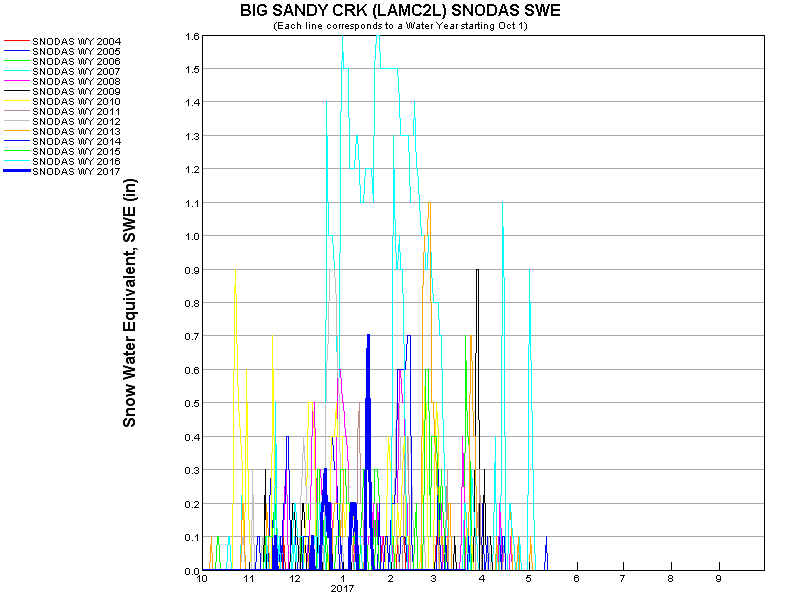 BIG SANDY CRK (LAMC2L) SNODAS SWE
(Each line corresponds to a Water Year starting Oct 1)
SNODAS WY 2004
SNODAS WY 2005
SNODAS WY 2006
SNODAS WY 2007
SNODAS WY 2008
SNODAS WY 2009
SNODAS WY 2010
SNODAS WY 2011
SNODAS WY 2012
SNODAS WY 2013
SNODAS WY 2014
SNODAS WY 2015
SNODAS WY 2016
SNODAS WY 2017
Snow Water Equivalent, SWE (in)
1.6
1.5
1.4
1.3
1.2
1.1
1.0
0.9
0.8
0.7
0.6
0.5
0.4
0.3
0.2
0.1
0.0
10 11 12 1 2 3 4 5 6 7 8 9
2017